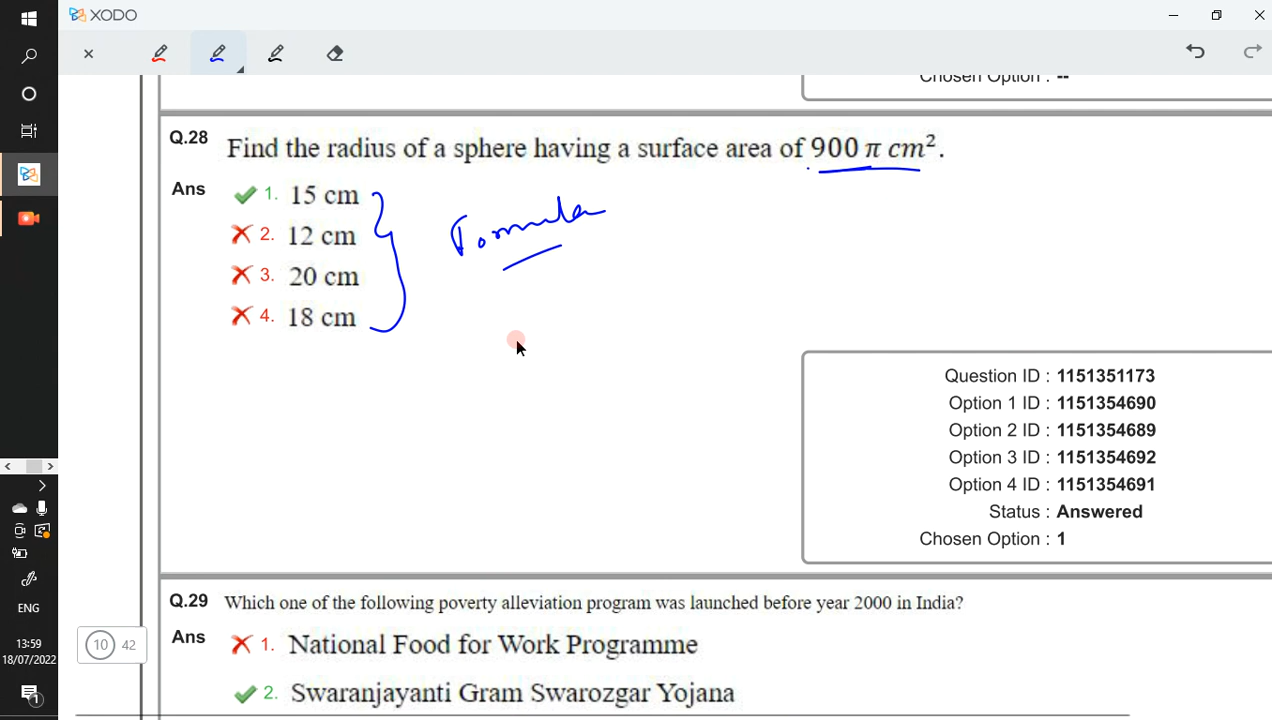 XODO
Chosen Option : --
Q.28 Find the radius of a sphere having a surface area of 900 π cm².
Ans 1. 15 cm
2. 12 cm
3. 20 cm
4. 18 cm
Formula
Question ID : 1151351173
Option 1 ID : 1151354690
Option 2 ID : 1151354689
Option 3 ID : 1151354692
Option 4 ID : 1151354691
Status : Answered
Chosen Option : 1
Q.29 Which one of the following poverty alleviation program was launched before year 2000 in India?
Ans 1. National Food for Work Programme
2. Swaranjayanti Gram Swarozgar Yojana
10 42
ENG
13:59
18/07/2022
1